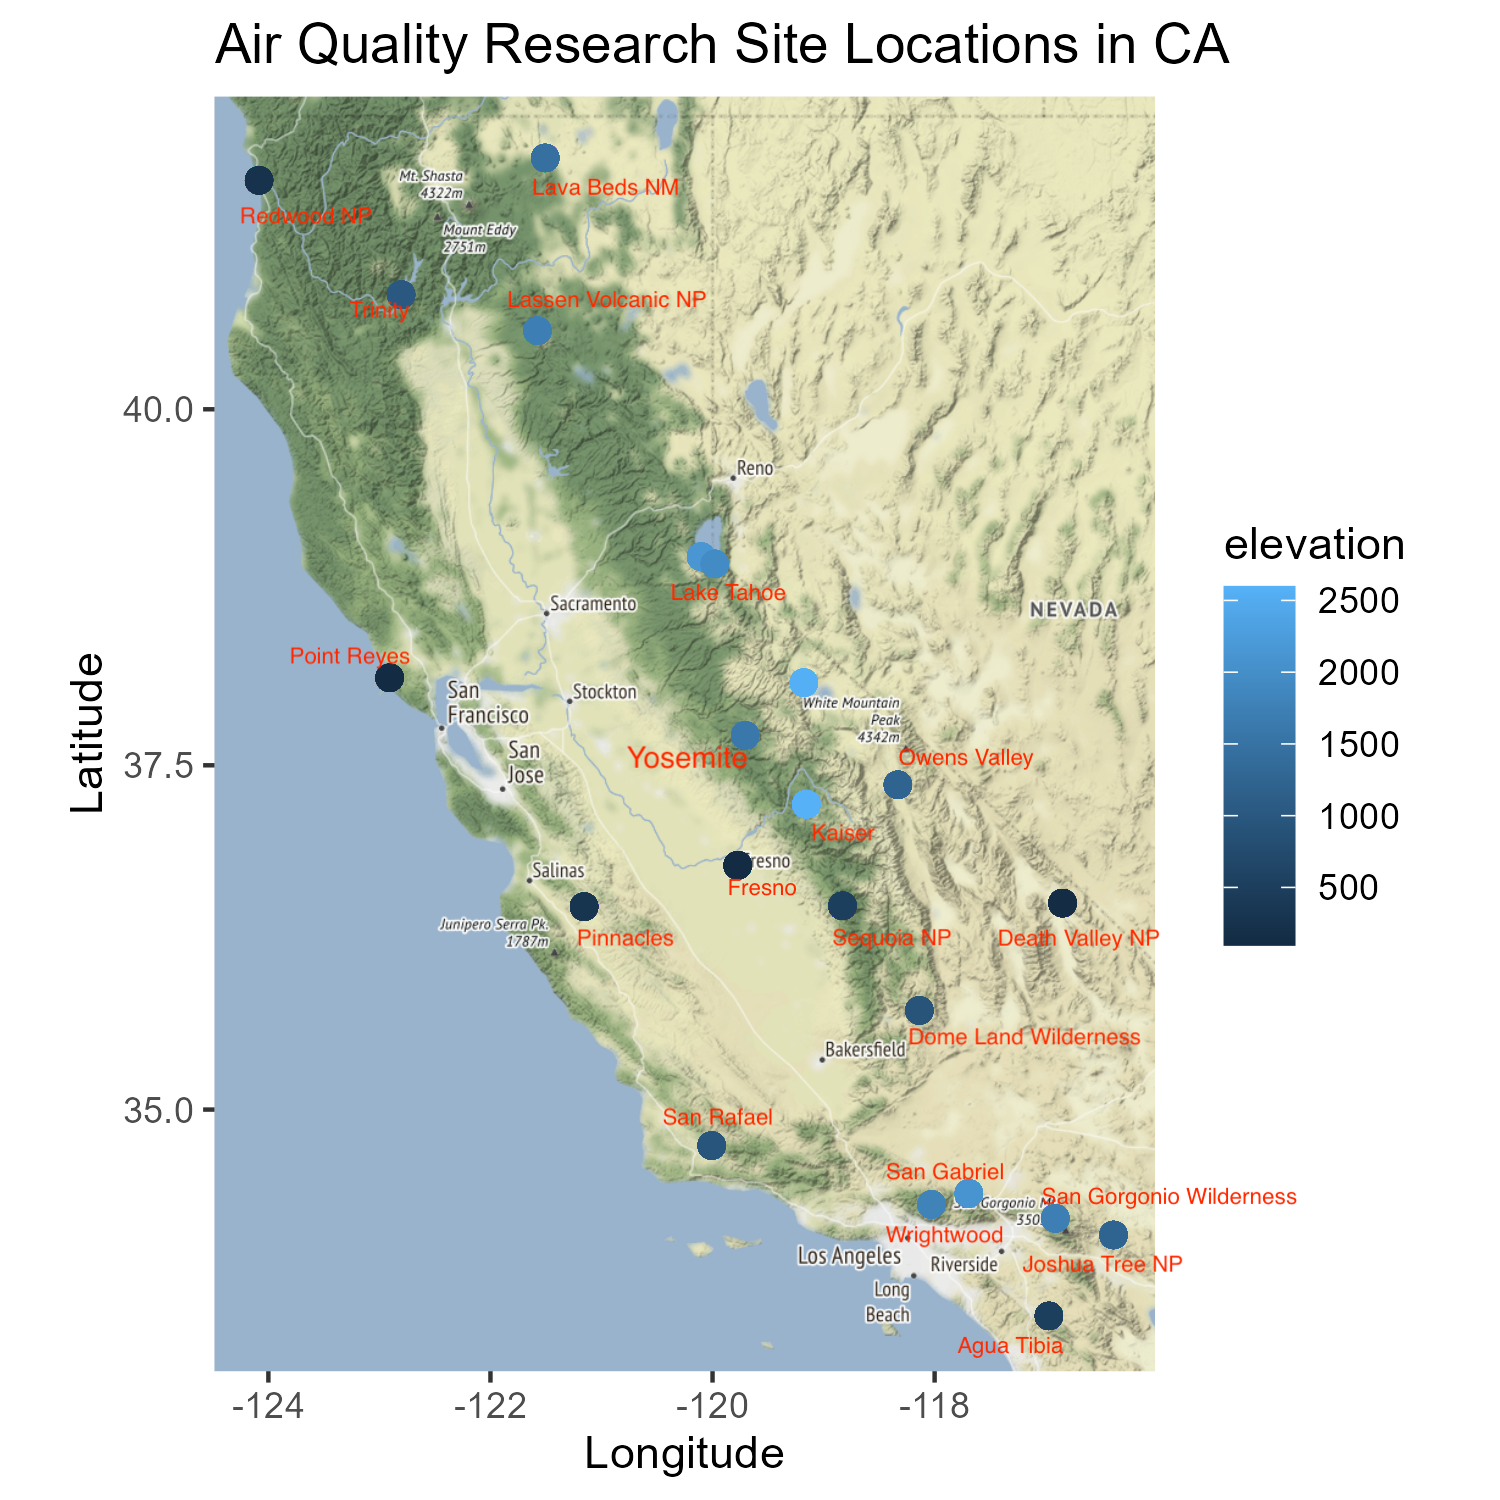 Air Quality Research Site Locations in CA
Mt. Shasta
4322m
Lava Beds NM
Redwood NP
Mount Eddy
2751m
Lassen Volcanic NP
Trinity
40.0
Reno
elevation
2500
2000
1500
1000
500
Lake Tahoe
Sacramento
NEVADA
Point Reyes
San
Francisco
Stockton
White Mountain
Peak
4342m
San
Jose
Yosemite
Owens Valley
37.5
Latitude
Kaiser
Salinas
Fresno
Junipero Serra Pk.
1787m
Pinnacles
Sequoia NP
Death Valley NP
Dome Land Wilderness
Bakersfield
35.0
San Rafael
San Gabriel
Gorgonio
San Gorgonio Wilderness
Wrightwood
Los Angeles
Riverside
Joshua Tree NP
Long
Beach
Agua Tibia
-124
-122
-120
-118
Longitude